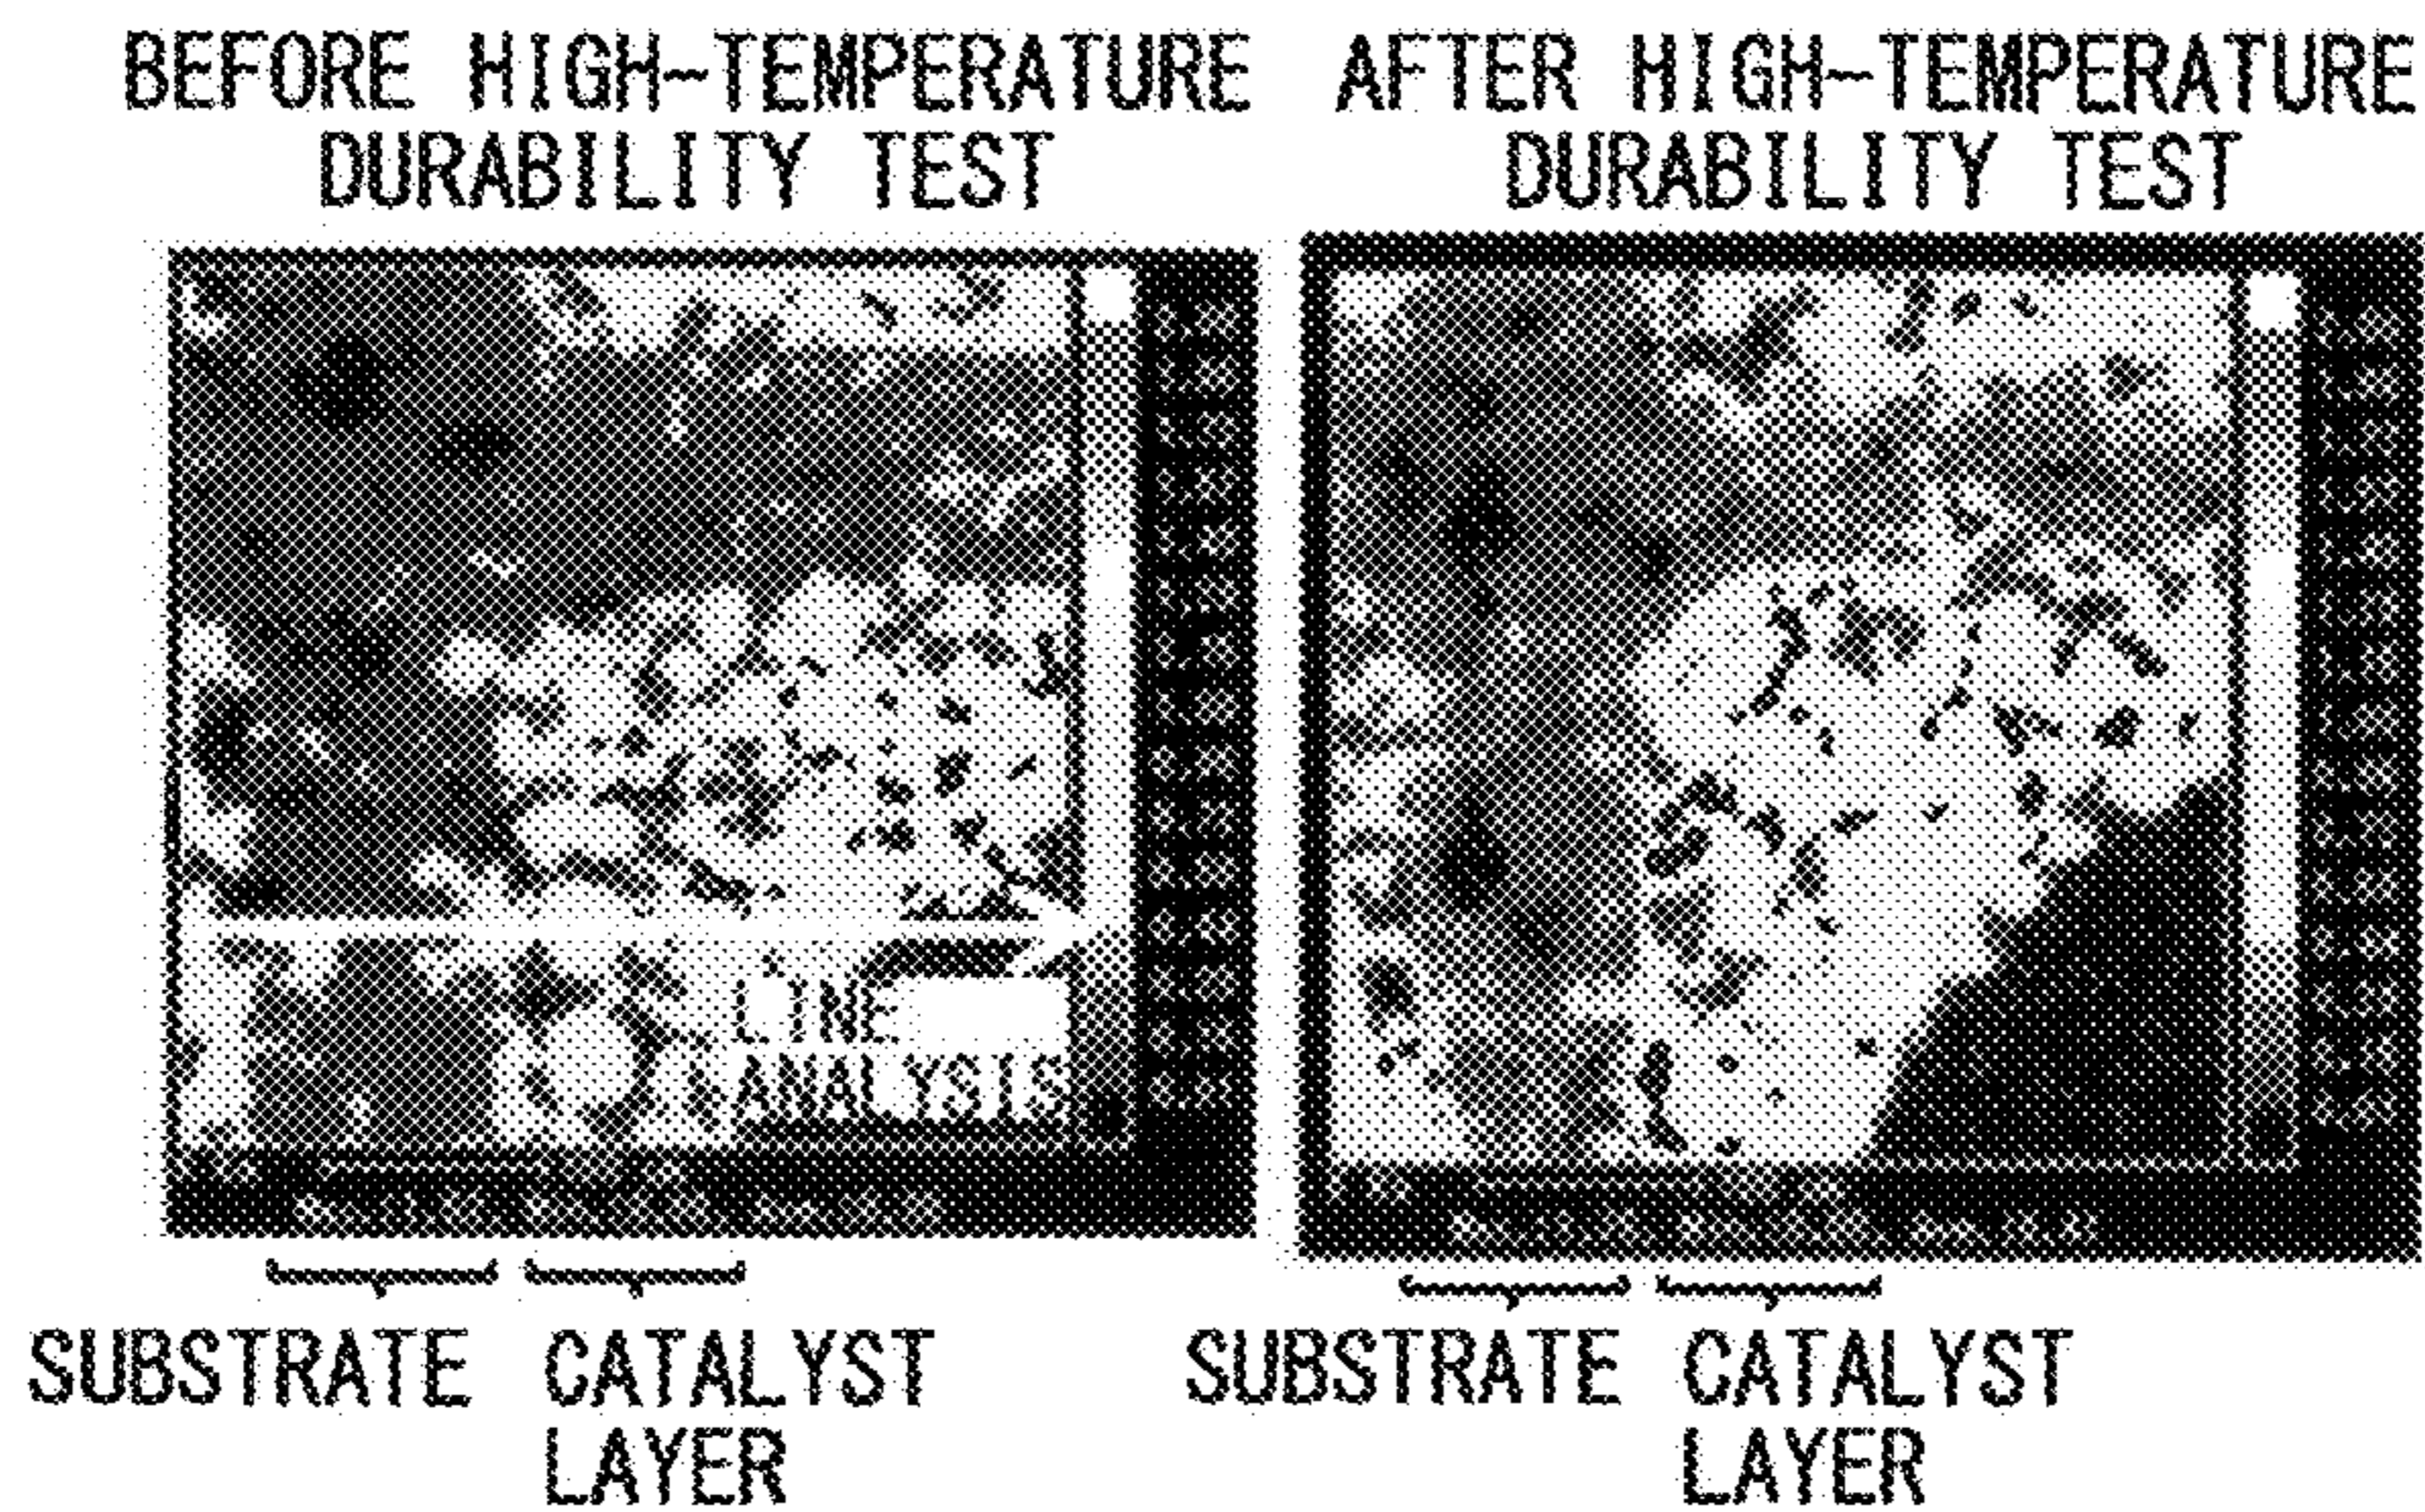 BEFORE HIGH-TEMPERATURE
DURABILITY TEST
AFTER HIGH-TEMPERATURE
DURABILITY TEST
LINE
ANALYSIS
SUBSTRATE
CATALYST
LAYER
SUBSTRATE
CATALYST
LAYER